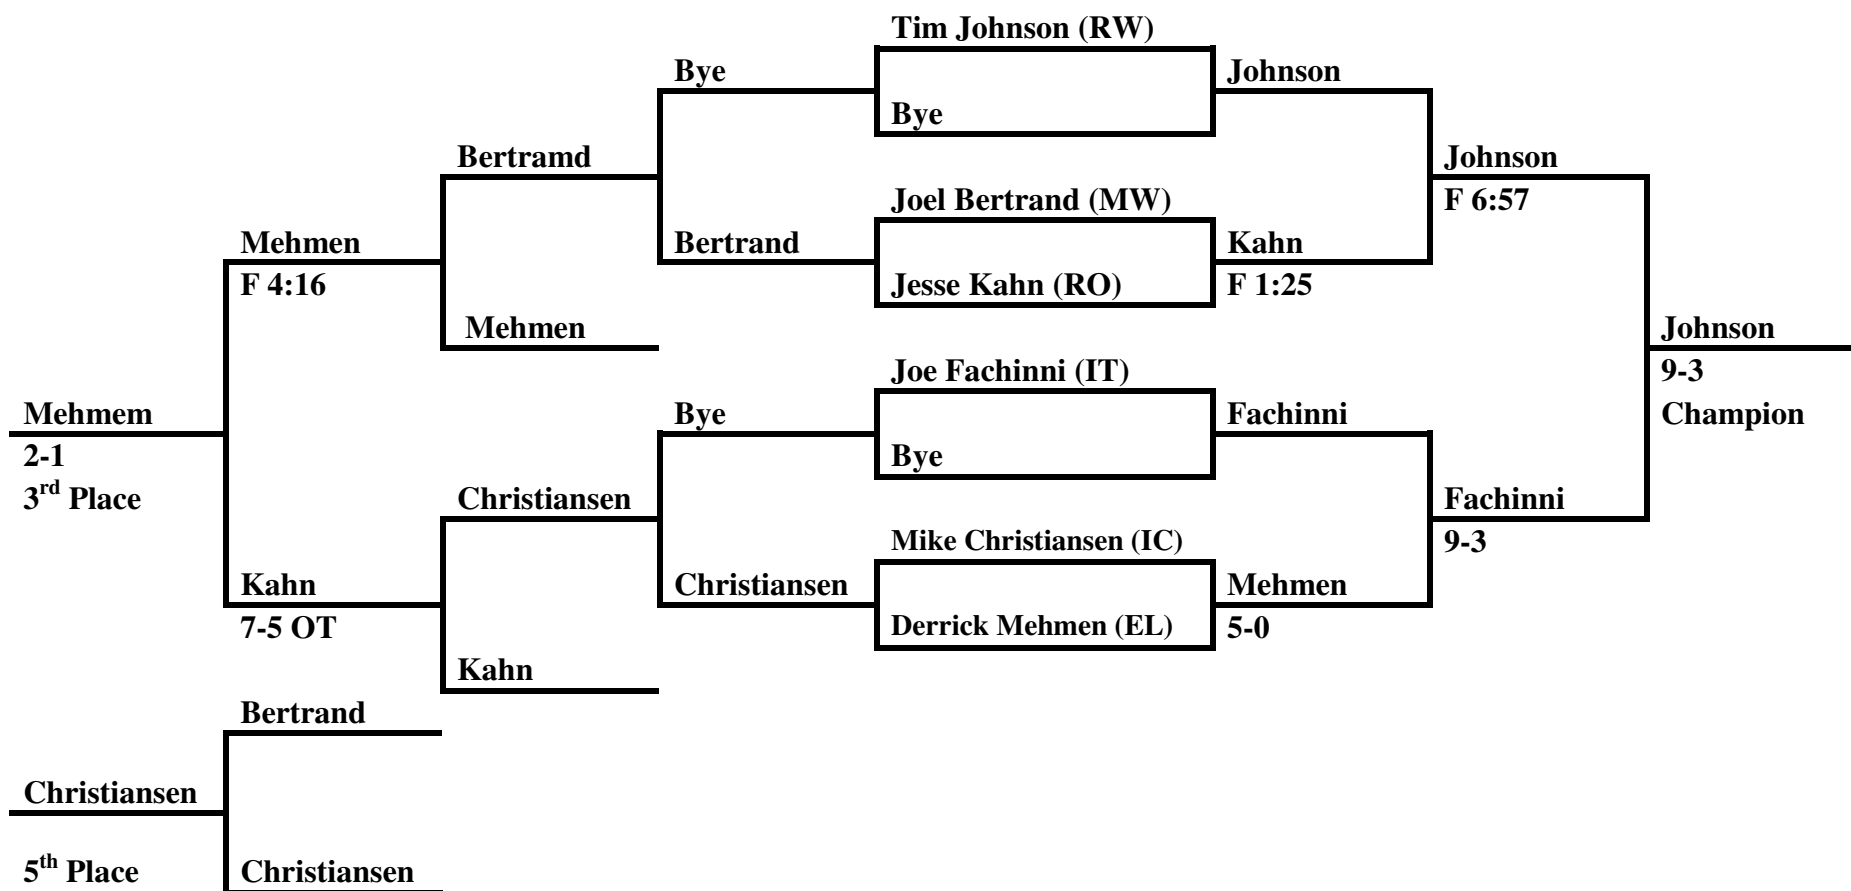 Tim Johnson (RW)
Bye
Johnson
Bye
Bertramd
Johnson
F 6:57
Joel Bertrand (MW)
Mehmen
F 4:16
Bertrand
Kahn
F 1:25
Jesse Kahn (RO)
Mehmen
Johnson
9-3
Champion
Joe Fachinni (IT)
Mehmem
2-1
3rd Place
Bye
Fachinni
Bye
Christiansen
Fachinni
9-3
Mike Christiansen (IC)
Kahn
7-5 OT
Christiansen
Mehmen
5-0
Derrick Mehmen (EL)
Kahn
Bertrand
Christiansen
5th Place
Christiansen